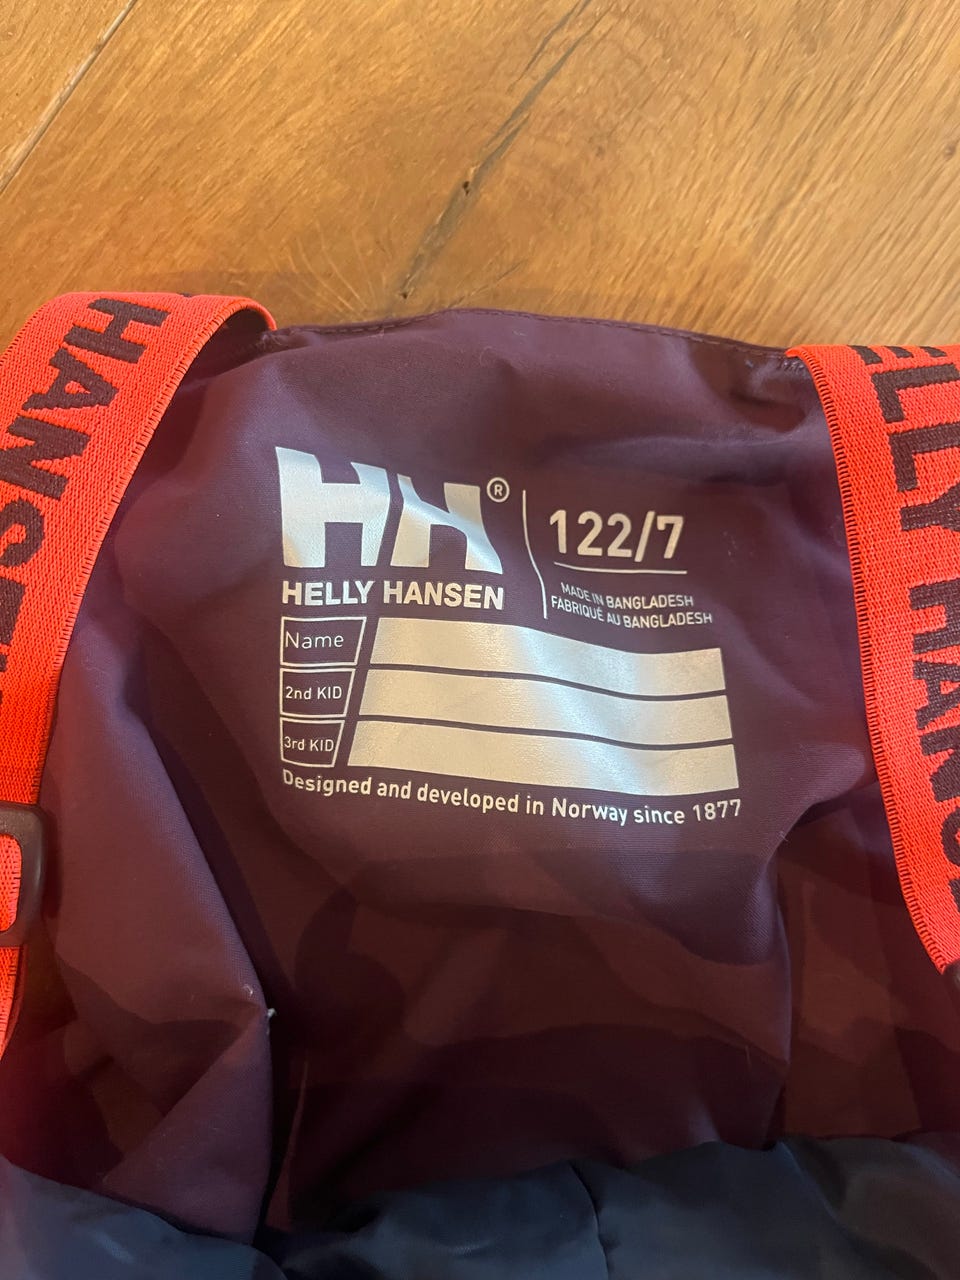 HANSEN
HELLY HANSEN
HH®
HELLY HANSEN
122/7
MADE IN BANGLADESH
FABRIQUÉ AU BANGLADESH
Name
2nd KID
3rd KID
Designed and developed in Norway since 1877